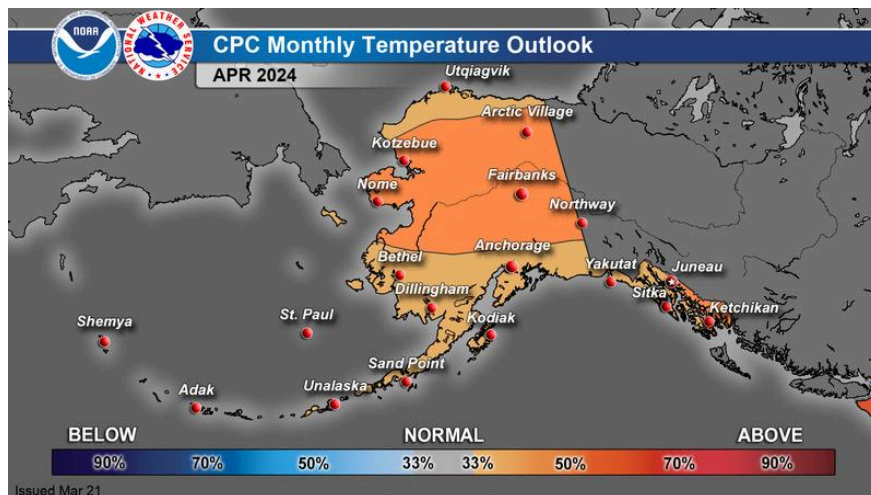 NOAA
NATIONAL WEATHER SERVICE
CPC Monthly Temperature Outlook
APR 2024
Utqiagvik
Arctic Village
Kotzebue
Fairbanks
Nome
Northway
Anchorage
Bethel
Yakutat
Juneau
Dillingham
Sitka
Ketchikan
St. Paul
Kodiak
Shemya
Sand Point
Adak
Unalaska
BELOW NORMAL ABOVE
90% 70% 50% 33% 33% 50% 70% 90%
Issued Mar 21